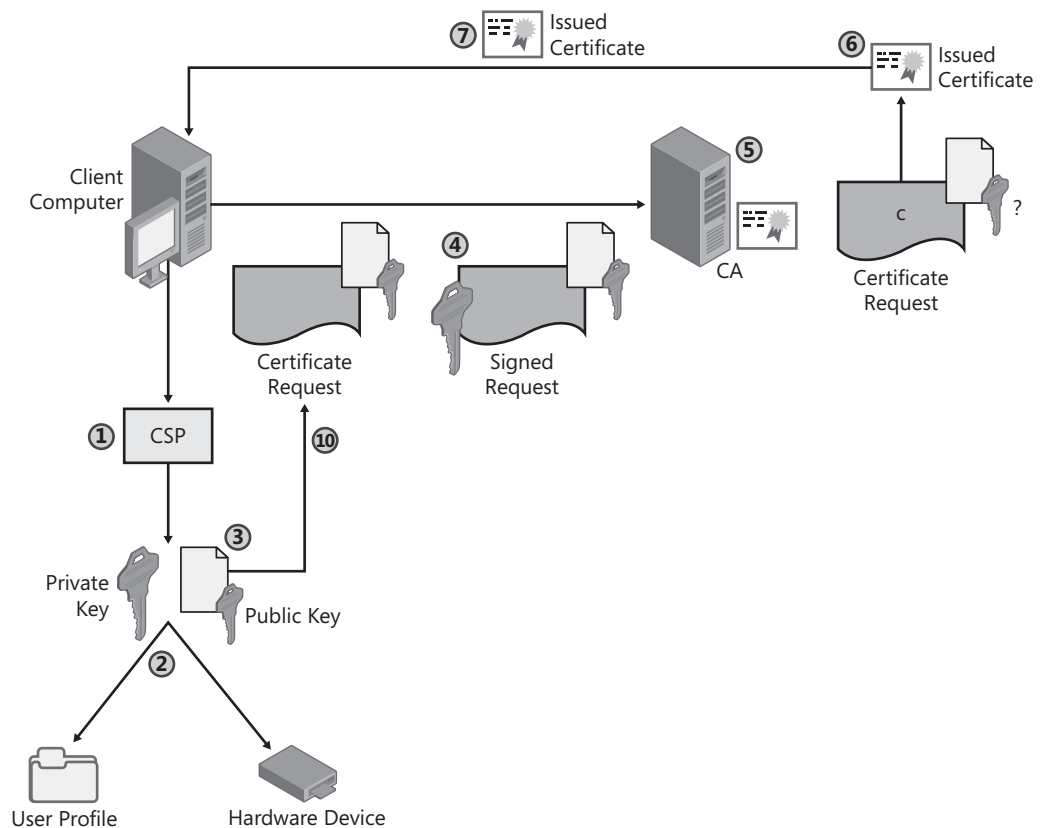 7
Issued
Certificate
6
Issued
Certificate
Client
Computer
5
CA
c
?
Certificate
Request
4
Certificate
Request
Signed
Request
1
CSP
10
3
Private
Key
Public Key
2
User Profile
Hardware Device